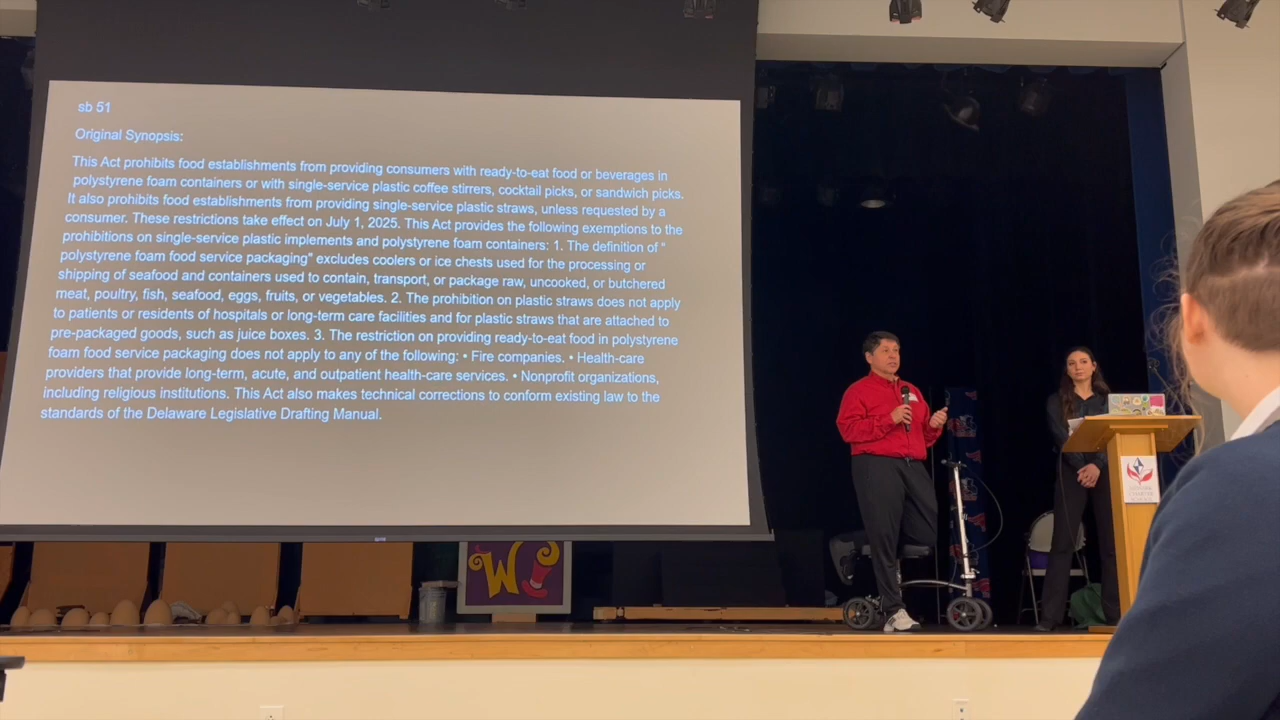 sb 51
Original Synopsis:
This Act prohibits food establishments from providing consumers with ready-to-eat food or beverages in
polystyrene foam containers or with single-service plastic coffee stirrers, cocktail picks, or sandwich picks.
It also prohibits food establishments from providing single-service plastic straws, unless requested by a
consumer. These restrictions take effect on July 1, 2025. This Act provides the following exemptions to the
prohibitions on single-service plastic implements and polystyrene foam containers: 1. The definition of "
polystyrene foam food service packaging" excludes coolers or ice chests used for the processing or
shipping of seafood and containers used to contain, transport, or package raw, uncooked, or butchered
meat, poultry, fish, seafood, eggs, fruits, or vegetables. 2. The prohibition on plastic straws does not apply
to patients or residents of hospitals or long-term care facilities and for plastic straws that are attached to
pre-packaged goods, such as juice boxes. 3. The restriction on providing ready-to-eat food in polystyrene
foam food service packaging does not apply to any of the following: • Fire companies. • Health-care
providers that provide long-term, acute, and outpatient health-care services. • Nonprofit organizations,
including religious institutions. This Act also makes technical corrections to conform existing law to the
standards of the Delaware Legislative Drafting Manual.
W